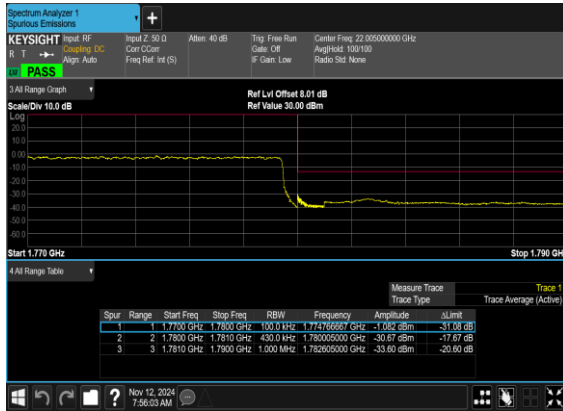 Spectrum Analyzer 1
Spurious Emissions
KEYSIGHT Input: RF Input Z: 50 Ω Atten: 40 dB Trig: Free Run Center Freq: 22.005000000 GHz
R T Coupling: DC Corr CCorr Gate: Off Avg|Hold: 100/100
Align: Auto Freq Ref: Int (S) IF Gain: Low Radio Std: None
PASS
3 All Range Graph
Ref Lvl Offset 8.01 dB
Scale/Div 10.0 dB Ref Value 30.00 dBm
Log
20.0
10.0
0.00
-10.0
-20.0
-30.0
-40.0
-50.0
-60.0
Start 1.770 GHz Stop 1.790 GH
4 All Range Table
Measure Trace Trace 1
Trace Type Trace Average (Active)
Spur Range Start Freq Stop Freq RBW Frequency Amplitude ΔLimit
1 1 1.7700 GHz 1.7800 GHz 100.0 kHz 1.774766667 GHz -1.082 dBm -31.08 dB
2 2 1.7800 GHz 1.7810 GHz 430.0 kHz 1.780005000 GHz -30.67 dBm -17.67 dB
3 3 1.7810 GHz 1.7900 GHz 1.000 MHz 1.782605000 GHz -33.60 dBm -20.60 dB
Nov 12, 2024
7:56:03 AM